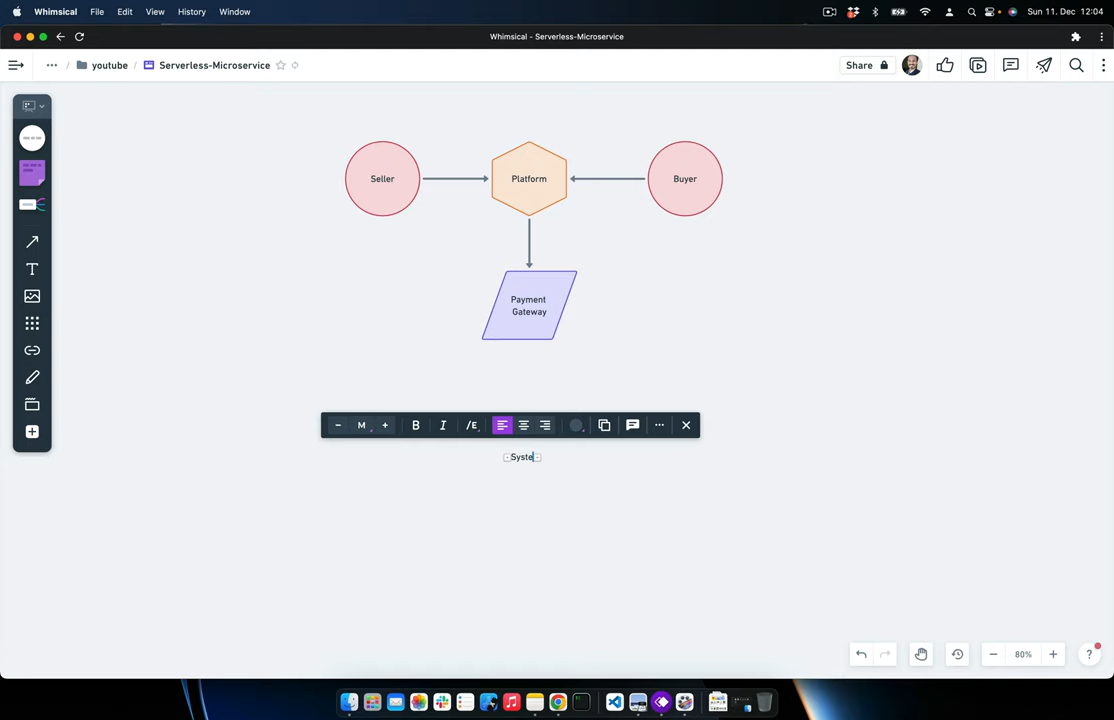 Whimsical File Edit View History Window Sun 11. Dec 12:04
Whimsical - Serverless-Microservice
youtube / Serverless-Microservice Share
Seller Platform Buyer
Payment
Gateway
M B I /E
Syste
80% ?